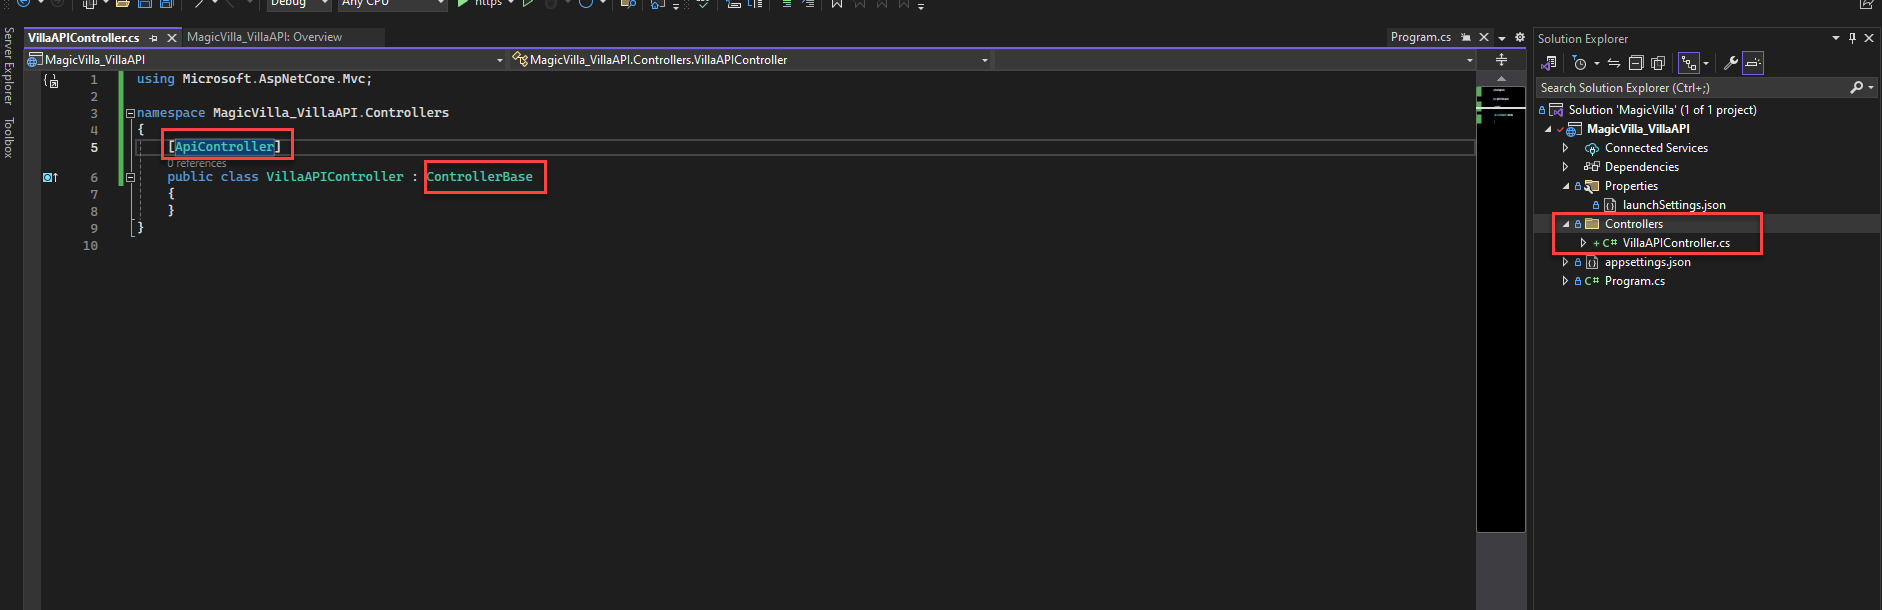 Debug
Any CPU
https
Server Explorer
Toolbox
VillaAPIController.cs
MagicVilla_VillaAPI: Overview
Program.cs
MagicVilla_VillaAPI
MagicVilla_VillaAPI.Controllers.VillaAPIController
1 using Microsoft.AspNetCore.Mvc;
2
3 namespace MagicVilla_VillaAPI.Controllers
4 {
5 [ApiController]
0 references
6 public class VillaAPIController : ControllerBase
7 {
8 }
9 }
10
Solution Explorer
Search Solution Explorer (Ctrl+;)
Solution 'MagicVilla' (1 of 1 project)
MagicVilla_VillaAPI
Connected Services
Dependencies
Properties
launchSettings.json
Controllers
C# VillaAPIController.cs
appsettings.json
C# Program.cs